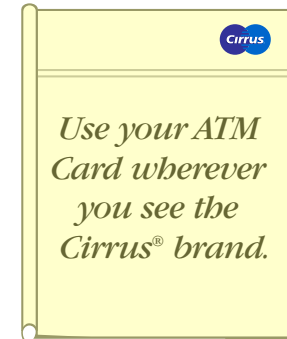 Cirrus
Use your ATM
Card wherever
you see the
Cirrus® brand.